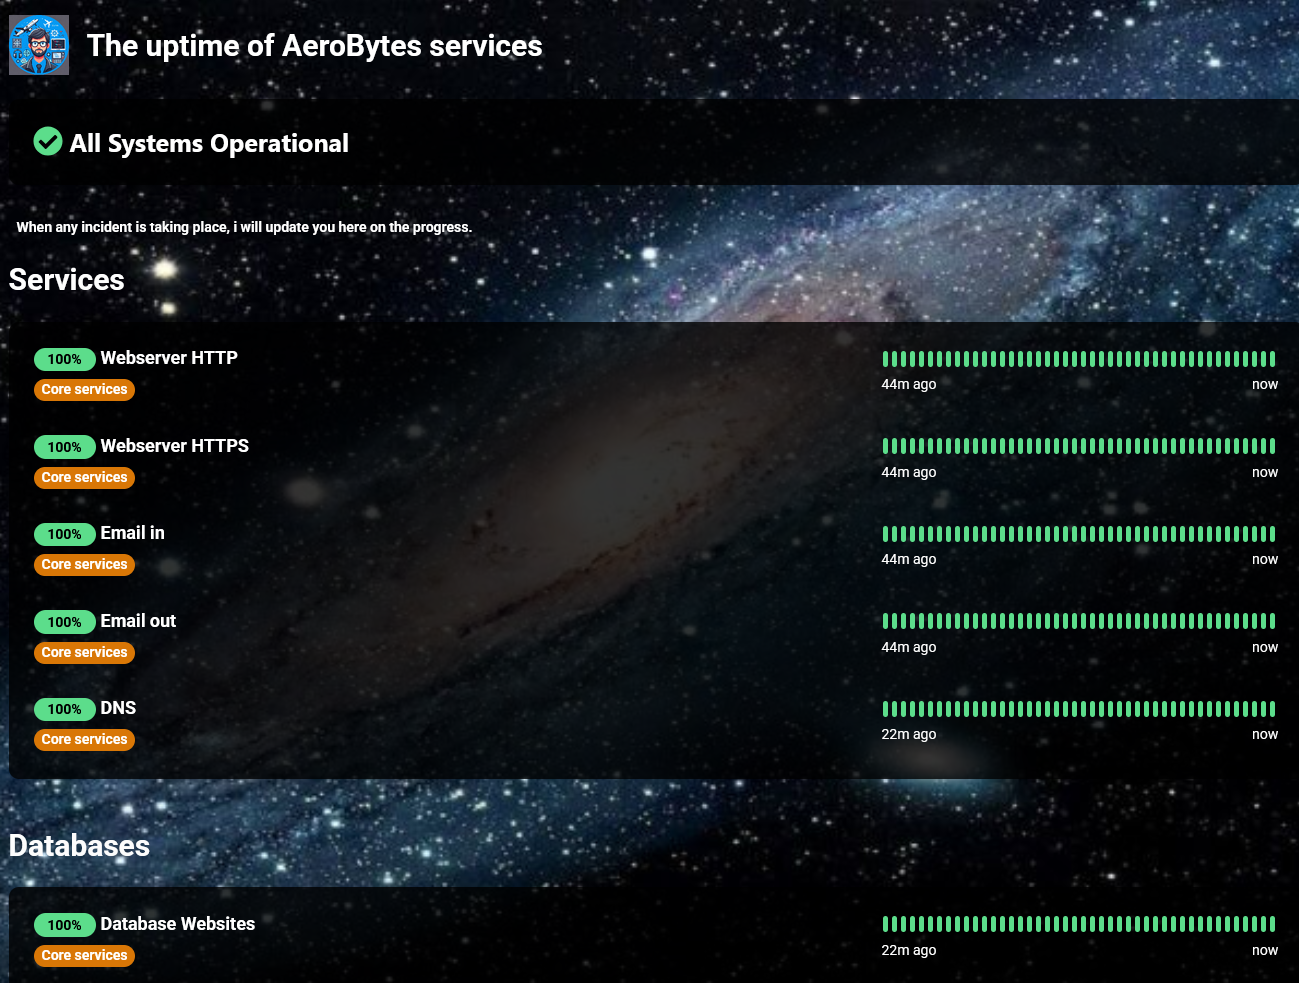 The uptime of AeroBytes services
All Systems Operational
When any incident is taking place, i will update you here on the progress.
Services
100% Webserver HTTP
Core services
44m ago now
100% Webserver HTTPS
Core services
44m ago now
100% Email in
Core services
44m ago now
100% Email out
Core services
44m ago now
100% DNS
Core services
22m ago now
Databases
100% Database Websites
Core services
22m ago now